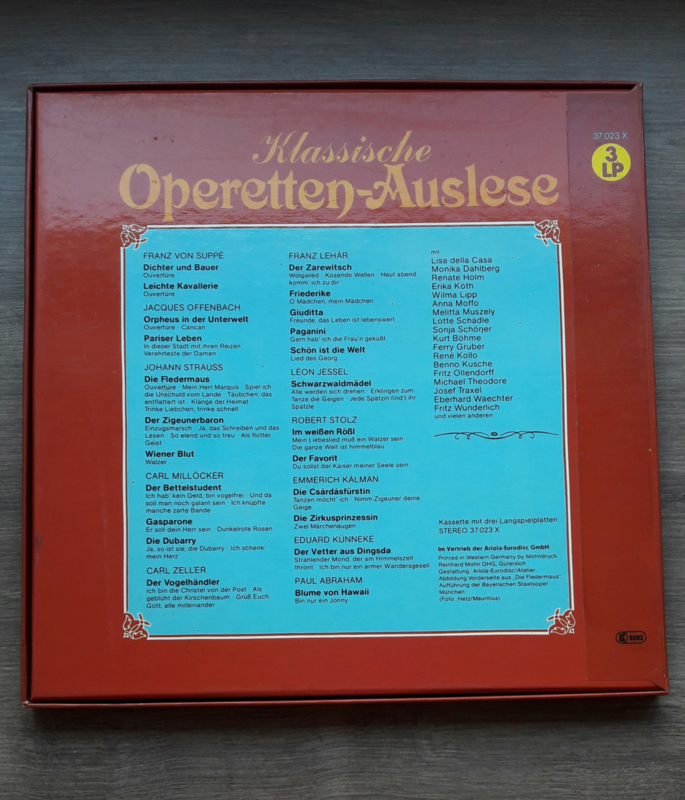 37 023 X
3
LP
Klassische
Operetten-Auslese
FRANZ VON SUPPÉ
Dichter und Bauer
Ouvertüre
Leichte Kavallerie
Ouvertüre
JACQUES OFFENBACH
Orpheus in der Unterwelt
Ouvertüre · Cancan
Pariser Leben
In dieser Stadt mit ihren Reizen
Verehrteste der Damen
JOHANN STRAUSS
Die Fledermaus
Ouvertüre · Mein Herr Marquis · Spiel ich
die Unschuld vom Lande · Täubchen, das
entflattert ist · Klänge der Heimat
Trinke Liebchen, trinke schnell
Der Zigeunerbaron
Einzugsmarsch · Ja, das Schreiben und das
Lesen · So elend und so treu · Als flotter
Geist
Wiener Blut
Walzer
CARL MILLÖCKER
Der Bettelstudent
Ich hab' kein Geld, bin vogelfrei · Und da
soll man noch galant sein · Ich knüpfte
manche zarte Bande
Gasparone
Er soll dein Herr sein · Dunkelrote Rosen
Die Dubarry
Ja, so ist sie, die Dubarry · Ich schenk'
mein Herz
CARL ZELLER
Der Vogelhändler
Ich bin die Christel von der Post · Als
geblüht der Kirschenbaum · Grüß Euch
Gott, alle miteinander
FRANZ LEHÁR
Der Zarewitsch
Wolgalied · Kosende Wellen · Heut abend
komm' ich zu dir
Friederike
O Mädchen, mein Mädchen
Giuditta
Freunde, das Leben ist lebenswert
Paganini
Gern hab' ich die Frau'n geküßt
Schön ist die Welt
Lied des Georg
LEON JESSEL
Schwarzwaldmädel
Alle werden sich drehen · Erklingen zum
Tanze die Geigen · Jede Spätzin find't ihr
Spätzle
ROBERT STOLZ
Im weißen Rößl
Mein Liebeslied muß ein Walzer sein
Die ganze Welt ist himmelblau
Der Favorit
Du sollst der Kaiser meiner Seele sein
EMMERICH KÁLMÁN
Die Csárdásfürstin
Tanzen möcht' ich · Nimm Zigeuner deine
Geige
Die Zirkusprinzessin
Zwei Märchenaugen
EDUARD KÜNNEKE
Der Vetter aus Dingsda
Strahlender Mond, der am Himmelszelt
thront · Ich bin nur ein armer Wandersgesell
PAUL ABRAHAM
Blume von Hawaii
Bin nur ein Jonny
mit
Lisa della Casa
Monika Dahlberg
Renate Holm
Erika Köth
Wilma Lipp
Anna Moffo
Melitta Muszely
Lotte Schädle
Sonja Schöner
Kurt Böhme
Ferry Gruber
René Kollo
Benno Kusche
Fritz Ollendorff
Michael Theodore
Josef Traxel
Eberhard Waechter
Fritz Wunderlich
und vielen anderen
Kassette mit drei Langspielplatten
STEREO 37 023 X
Im Vertrieb der Ariola-Eurodisc GmbH
Printed in Western Germany by Mohndruck
Reinhard Mohn OHG, Gütersloh
Gestaltung: Ariola-Eurodisc/Atelier
Abbildung Vorderseite aus „Die Fledermaus"
Aufführung der Bayerischen Staatsoper
München
(Foto: Helz/Mauritius)